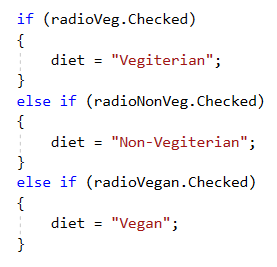 if (radioVeg.Checked)
{
    diet = "Vegiterian";
}
else if (radioNonVeg.Checked)
{
    diet = "Non-Vegiterian";
}
else if (radioVegan.Checked)
{
    diet = "Vegan";
}